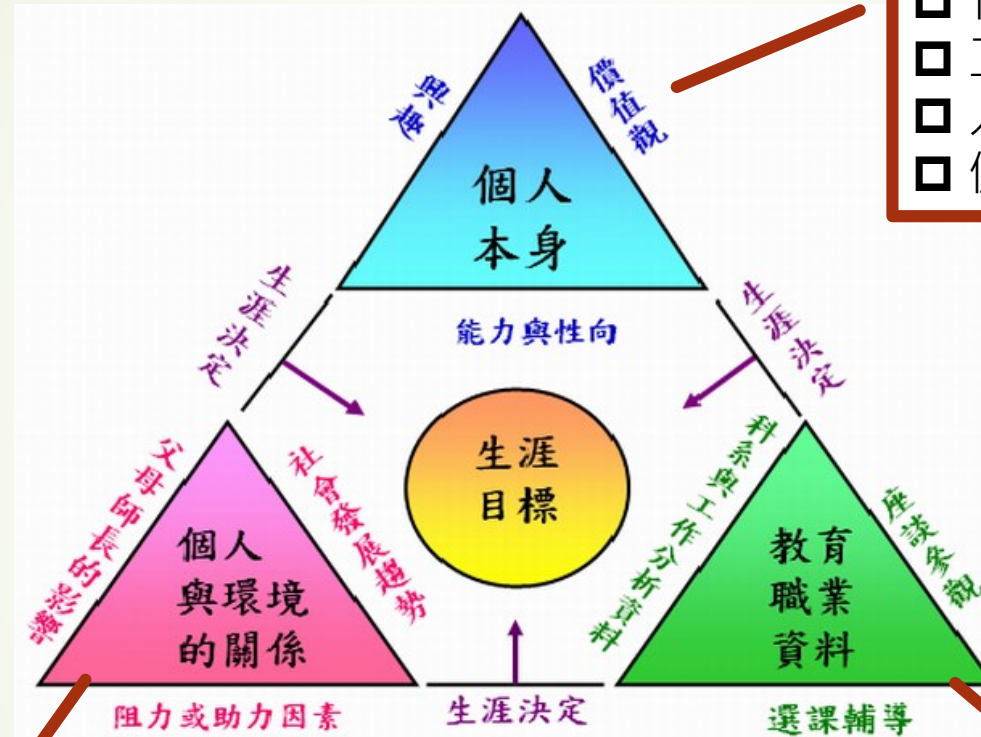 興趣
價值觀
個人
本身
能力與性向
生涯決定
生涯決定
生涯
目標
父母師長的影響
社會發展趨勢
個人
與環境
的關係
阻力或助力因素
科系與工作分析資料
座談參觀
教育
職業
資料
選課輔導
生涯決定